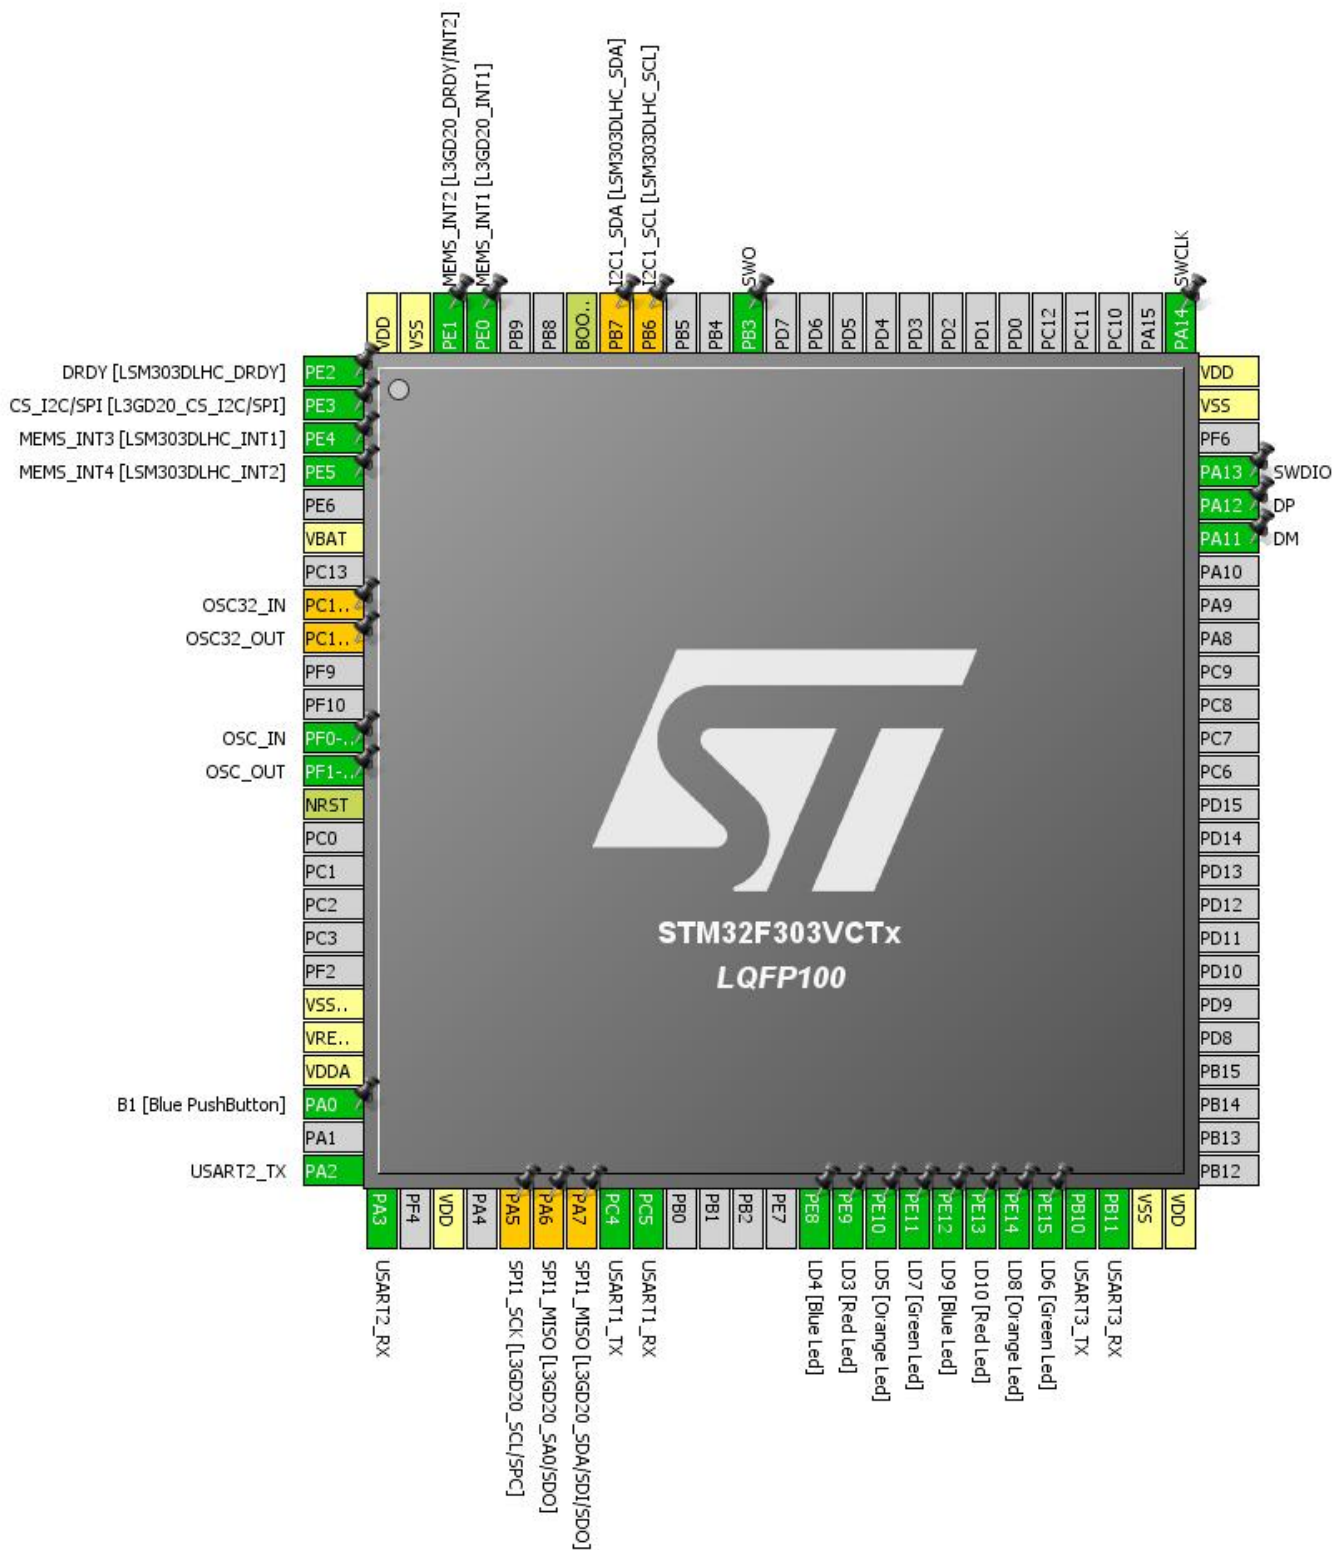 MEMS_INT2 [L3GD20_DRDY/INT2]
MEMS_INT1 [L3GD20_INT1]
I2C1_SDA [LSM303DLHC_SDA]
I2C1_SCL [LSM303DLHC_SCL]
SWO
SWCLK
VDD
VSS
PE1
PE0
PB9
PB8
BOO..
PB7
PB6
PB5
PB4
PB3
PD7
PD6
PD5
PD4
PD3
PD2
PD1
PD0
PC12
PC11
PC10
PA15
PA14
DRDY [LSM303DLHC_DRDY] PE2
CS_I2C/SPI [L3GD20_CS_I2C/SPI] PE3
MEMS_INT3 [LSM303DLHC_INT1] PE4
MEMS_INT4 [LSM303DLHC_INT2] PE5
PE6
VBAT
PC13
OSC32_IN PC1..
OSC32_OUT PC1..
PF9
PF10
OSC_IN PF0-..
OSC_OUT PF1-..
NRST
PC0
PC1
PC2
PC3
PF2
VSS..
VRE..
VDDA
B1 [Blue PushButton] PA0
PA1
USART2_TX PA2
ST
STM32F303VCTx
LQFP100
VDD
VSS
PF6
PA13 SWDIO
PA12 DP
PA11 DM
PA10
PA9
PA8
PC9
PC8
PC7
PC6
PD15
PD14
PD13
PD12
PD11
PD10
PD9
PD8
PB15
PB14
PB13
PB12
PA3
PF4
VDD
PA4
PA5
PA6
PA7
PC4
PC5
PB0
PB1
PB2
PE7
PE8
PE9
PE10
PE11
PE12
PE13
PE14
PE15
PB10
PB11
VSS
VDD
USART2_RX
SPI1_SCK [L3GD20_SCL/SPC]
SPI1_MISO [L3GD20_SA0/SDO]
SPI1_MISO [L3GD20_SDA/SDI/SDO]
USART1_TX
USART1_RX
LD4 [Blue Led]
LD3 [Red Led]
LD5 [Orange Led]
LD7 [Green Led]
LD9 [Blue Led]
LD10 [Red Led]
LD8 [Orange Led]
LD6 [Green Led]
USART3_TX
USART3_RX